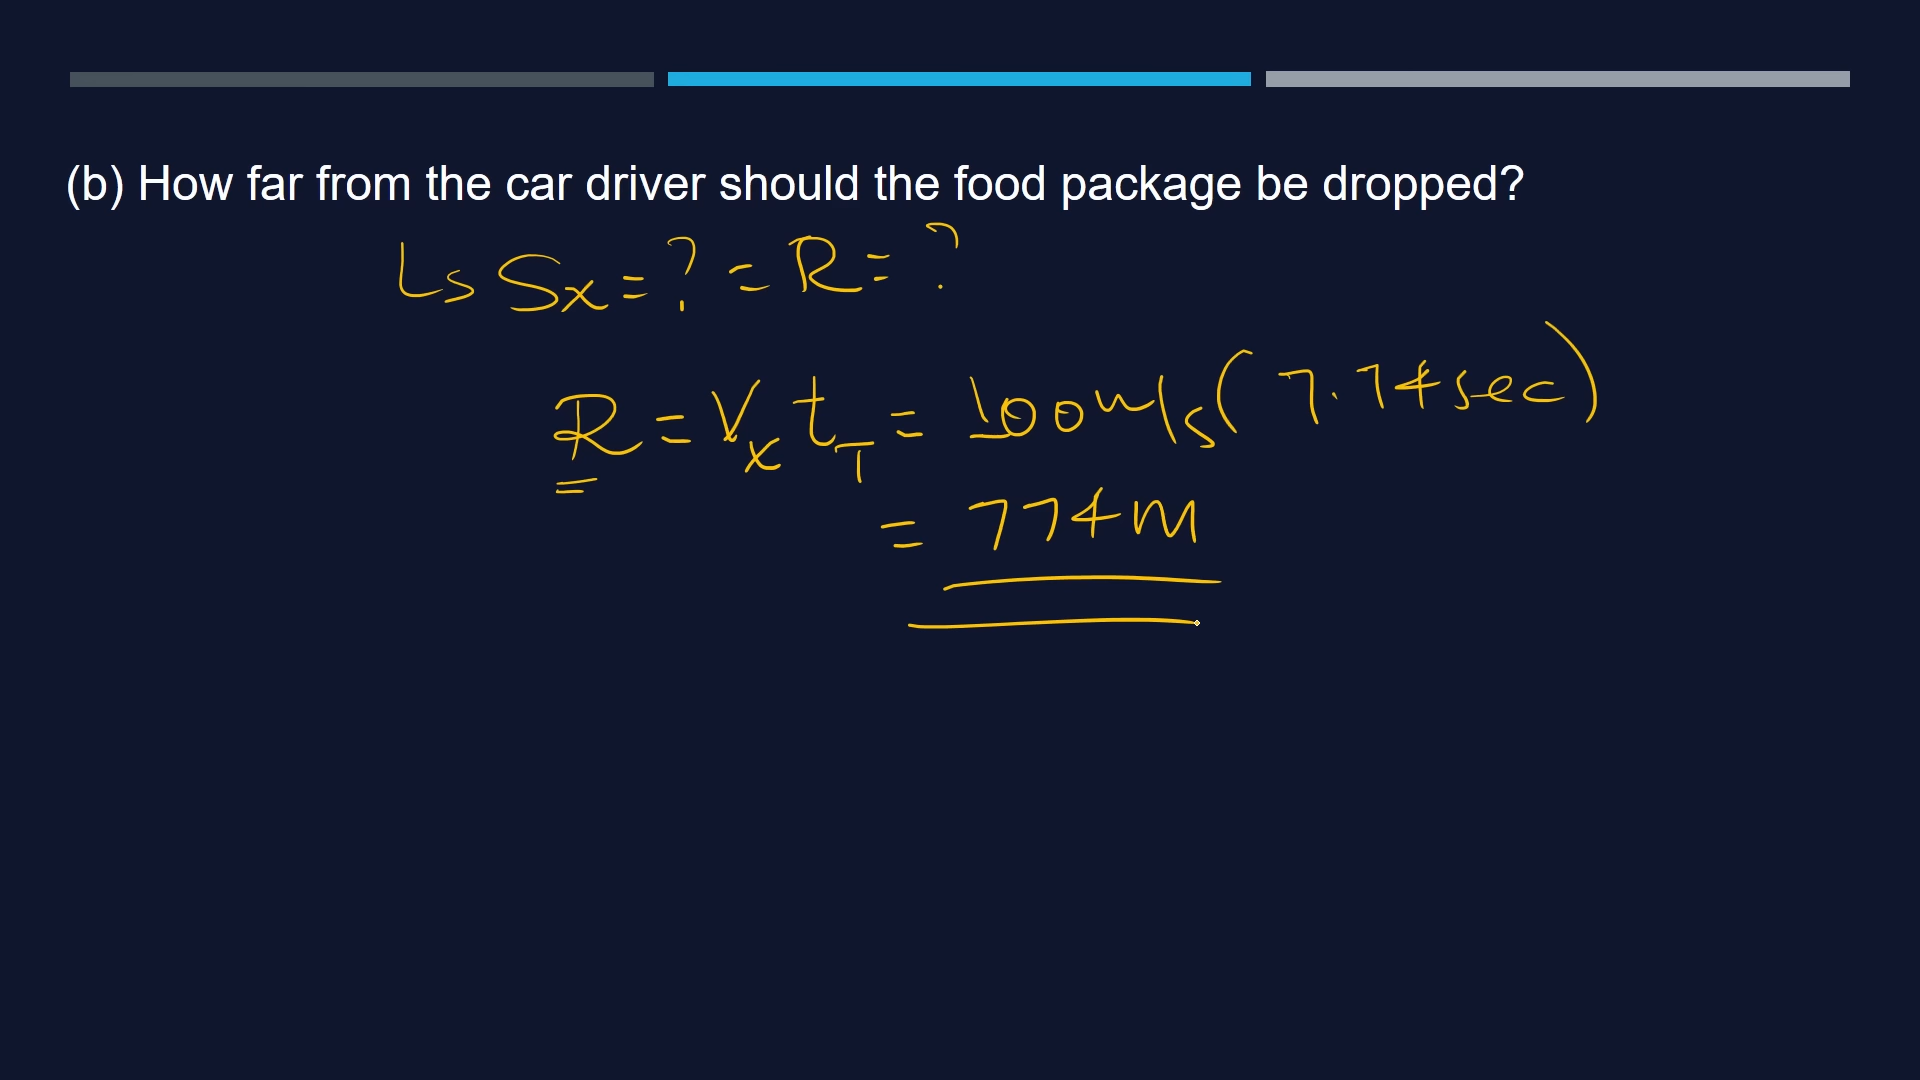 (b) How far from the car driver should the food package be dropped?
↳ Sx = ? = R = ?
R = Vx tT = 100m/s (7.74sec)
= 774m